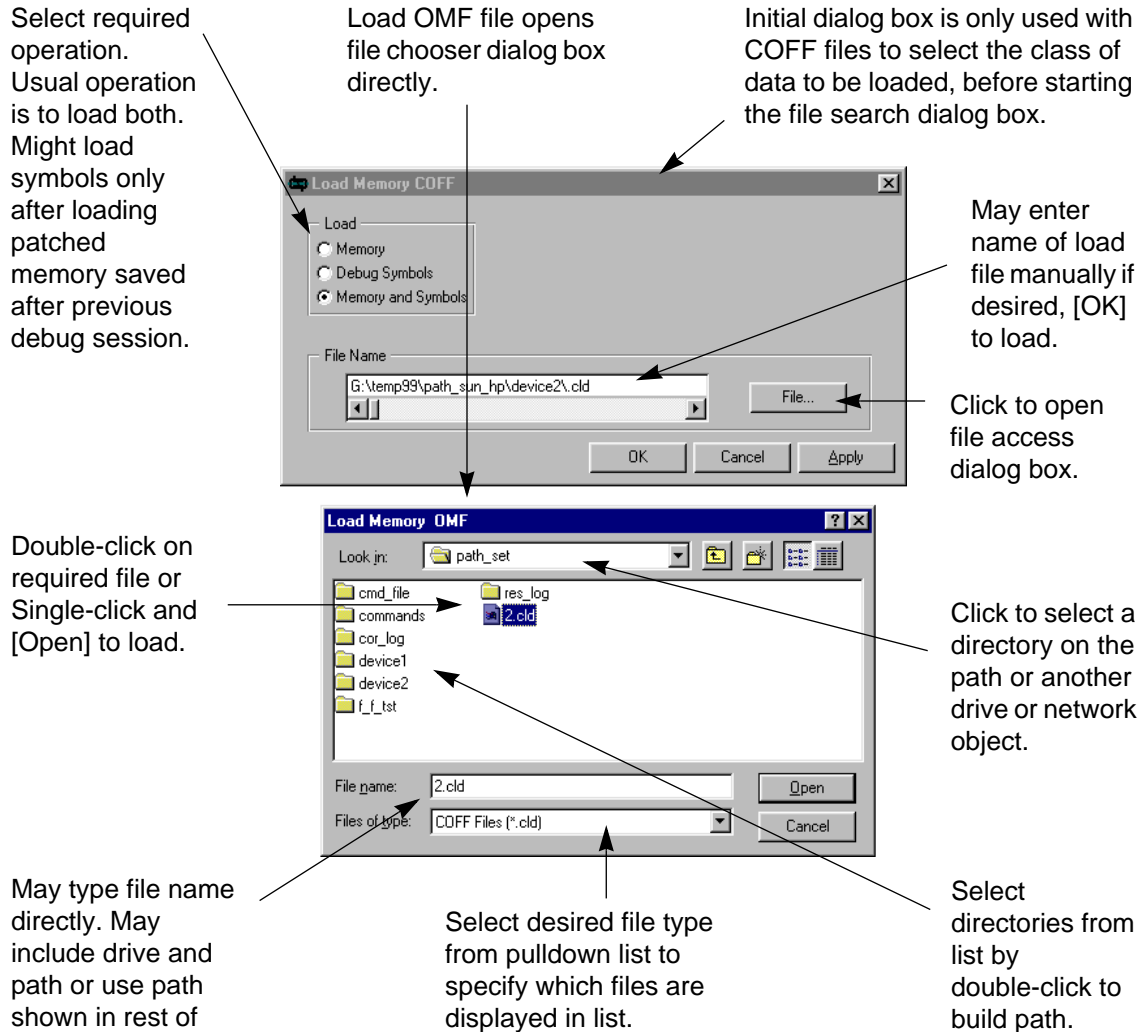 Select required
operation.
Usual operation
is to load both.
Might load
symbols only
after loading
patched
memory saved
after previous
debug session.
Load OMF file opens
file chooser dialog box
directly.
Initial dialog box is only used with
COFF files to select the class of
data to be loaded, before starting
the file search dialog box.
Load Memory COFF
Load
Memory
Debug Symbols
Memory and Symbols
File Name
G:\temp99\path_sun_hp\device2\.cld
File...
OK
Cancel
Apply
May enter
name of load
file manually if
desired, [OK]
to load.
Click to open
file access
dialog box.
Load Memory OMF
Look in:
path_set
cmd_file
commands
cor_log
device1
device2
f_f_tst
res_log
2.cld
File name:
2.cld
Open
Files of type:
COFF Files (*.cld)
Cancel
Double-click on
required file or
Single-click and
[Open] to load.
Click to select a
directory on the
path or another
drive or network
object.
May type file name
directly. May
include drive and
path or use path
shown in rest of
Select desired file type
from pulldown list to
specify which files are
displayed in list.
Select
directories from
list by
double-click to
build path.